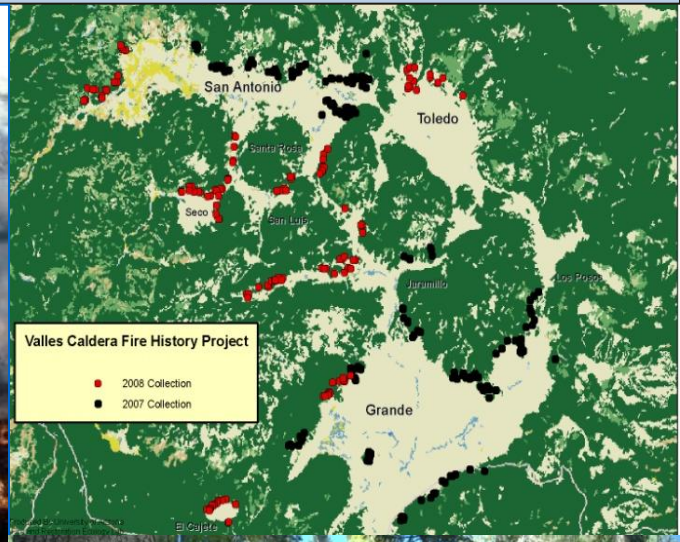 San Antonio
Toledo
Santa Rosa
Seco
San Luis
Jaramillo
Los Posos
Valles Caldera Fire History Project
2008 Collection
2007 Collection
Grande
El Cajete